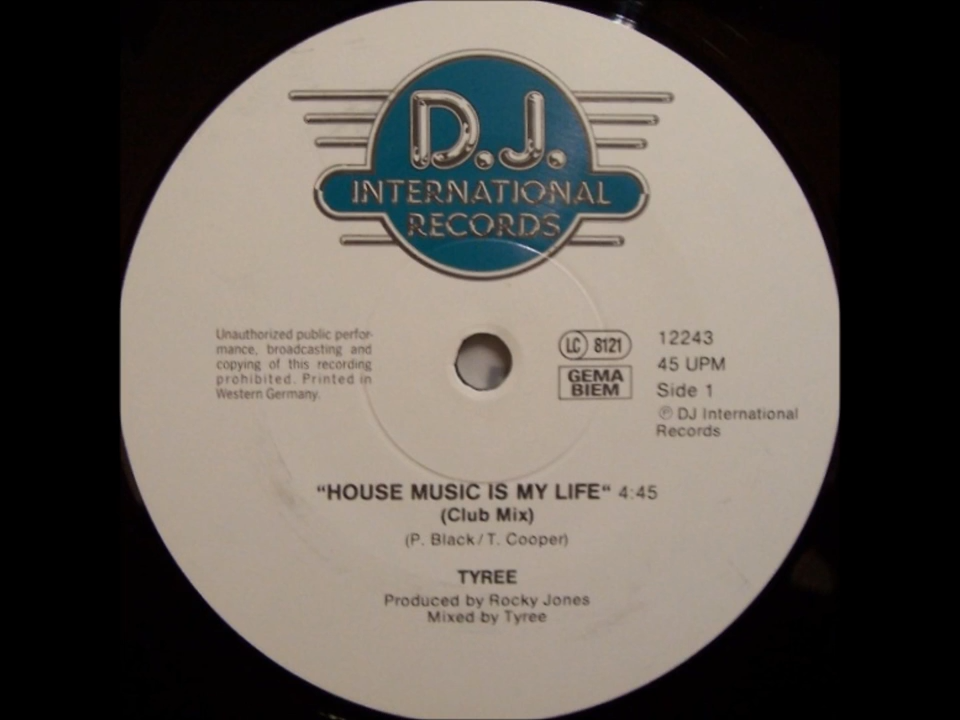 D.J.
INTERNATIONAL
RECORDS
Unauthorized public perfor-
mance, broadcasting and
copying of this recording
prohibited. Printed in
Western Germany.
LC 8121
GEMA
BIEM
12243
45 UPM
Side 1
℗ DJ International
Records
"HOUSE MUSIC IS MY LIFE" 4:45
(Club Mix)
(P. Black/T. Cooper)
TYREE
Produced by Rocky Jones
Mixed by Tyree